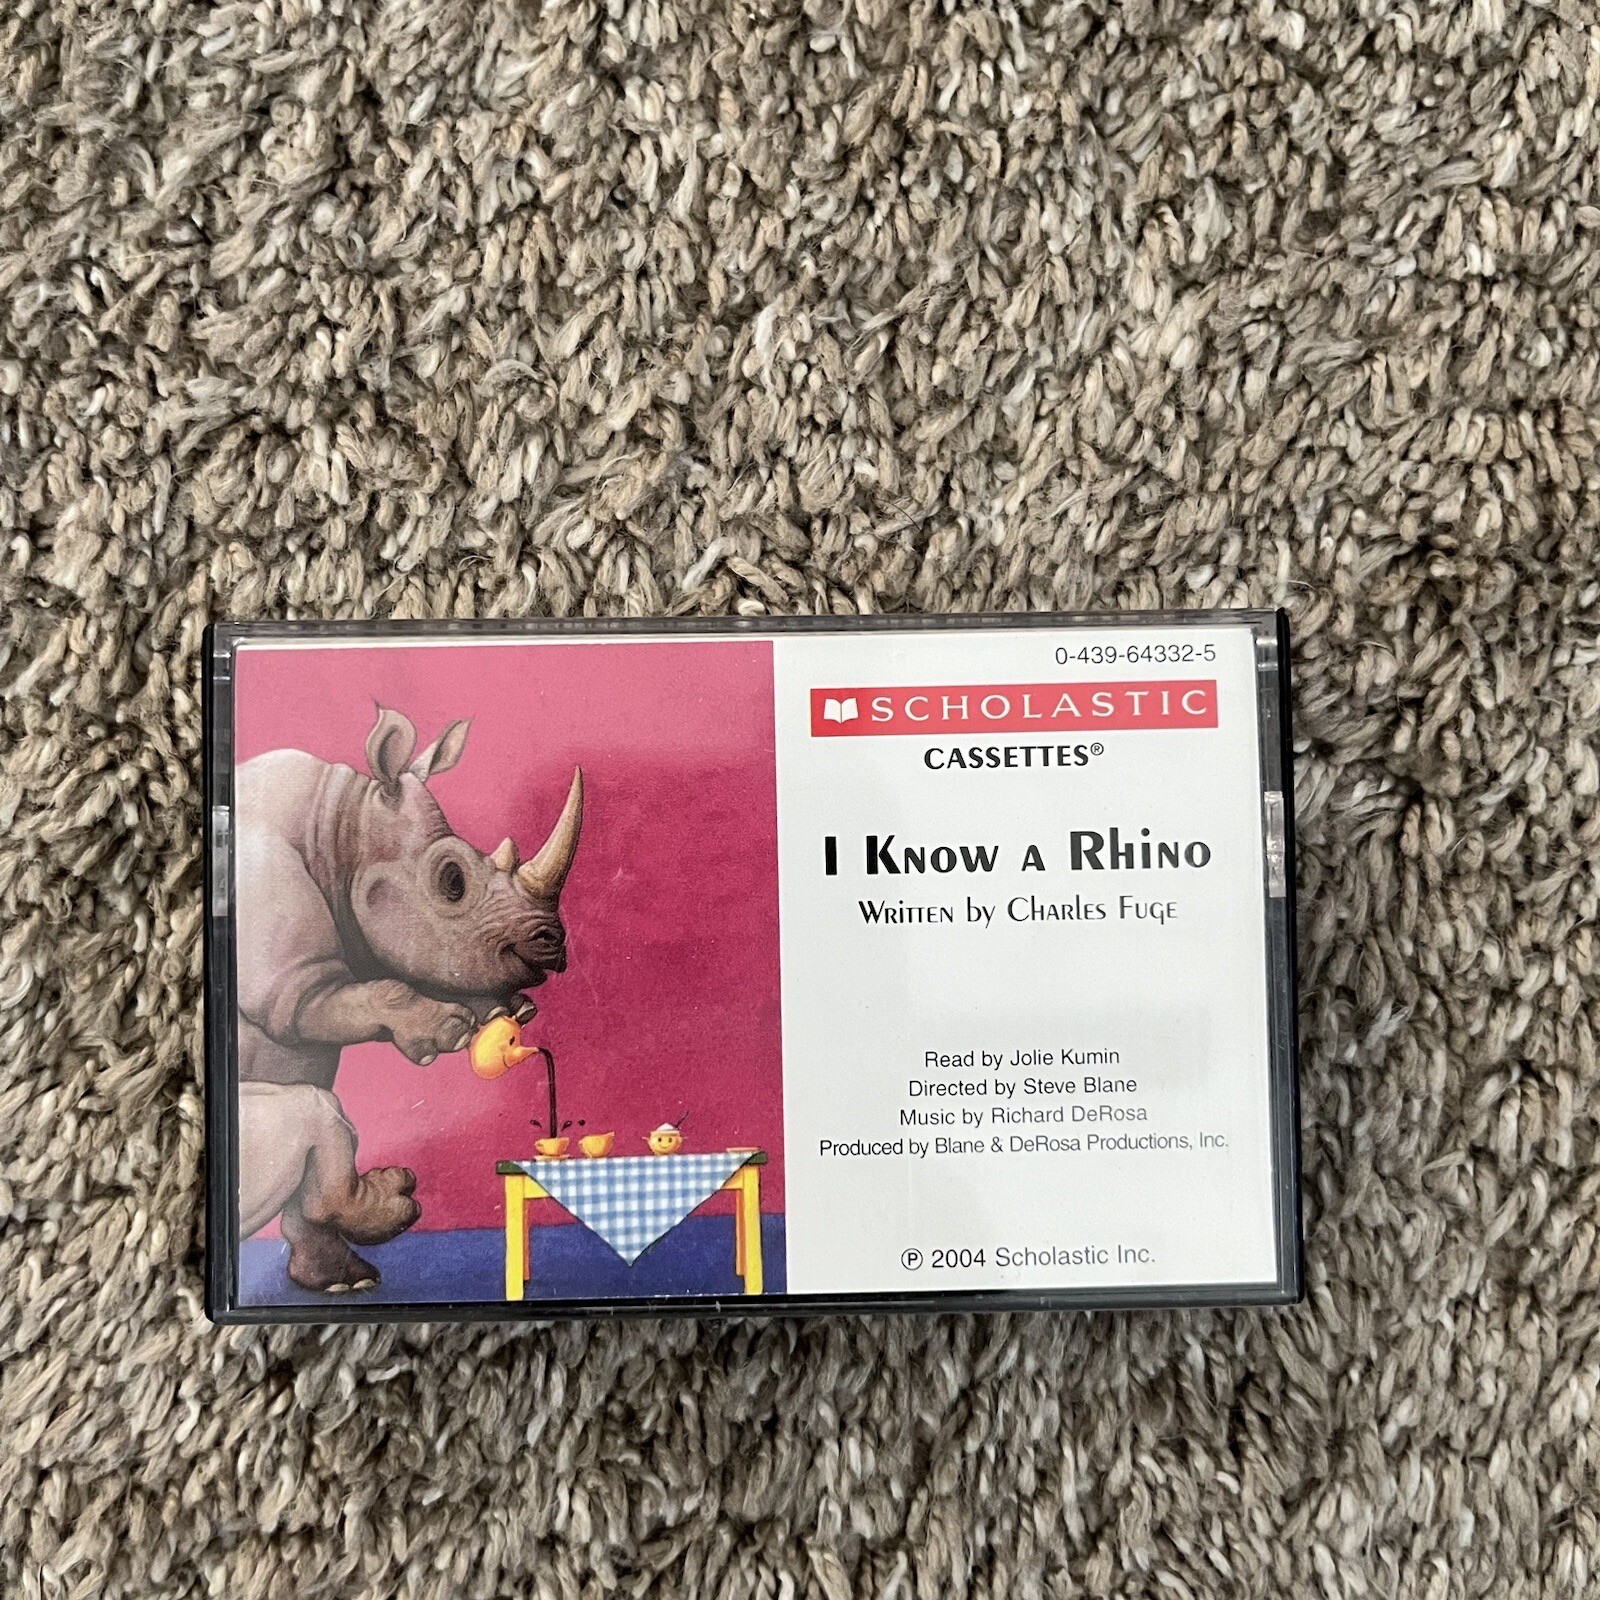 0-439-64332-5
SCHOLASTIC
CASSETTES®
I Know a Rhino
Written by Charles Fuge
Read by Jolie Kumin
Directed by Steve Blane
Music by Richard DeRosa
Produced by Blane & DeRosa Productions, Inc.
℗ 2004 Scholastic Inc.